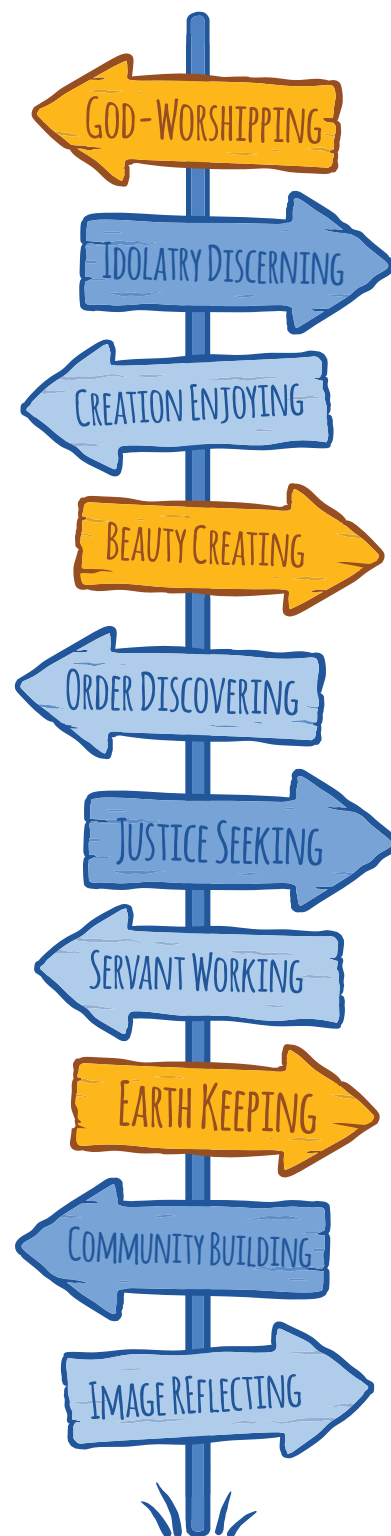 God-Worshipping
Idolatry Discerning
Creation Enjoying
Beauty Creating
Order Discovering
Justice Seeking
Servant Working
Earth Keeping
Community Building
Image Reflecting